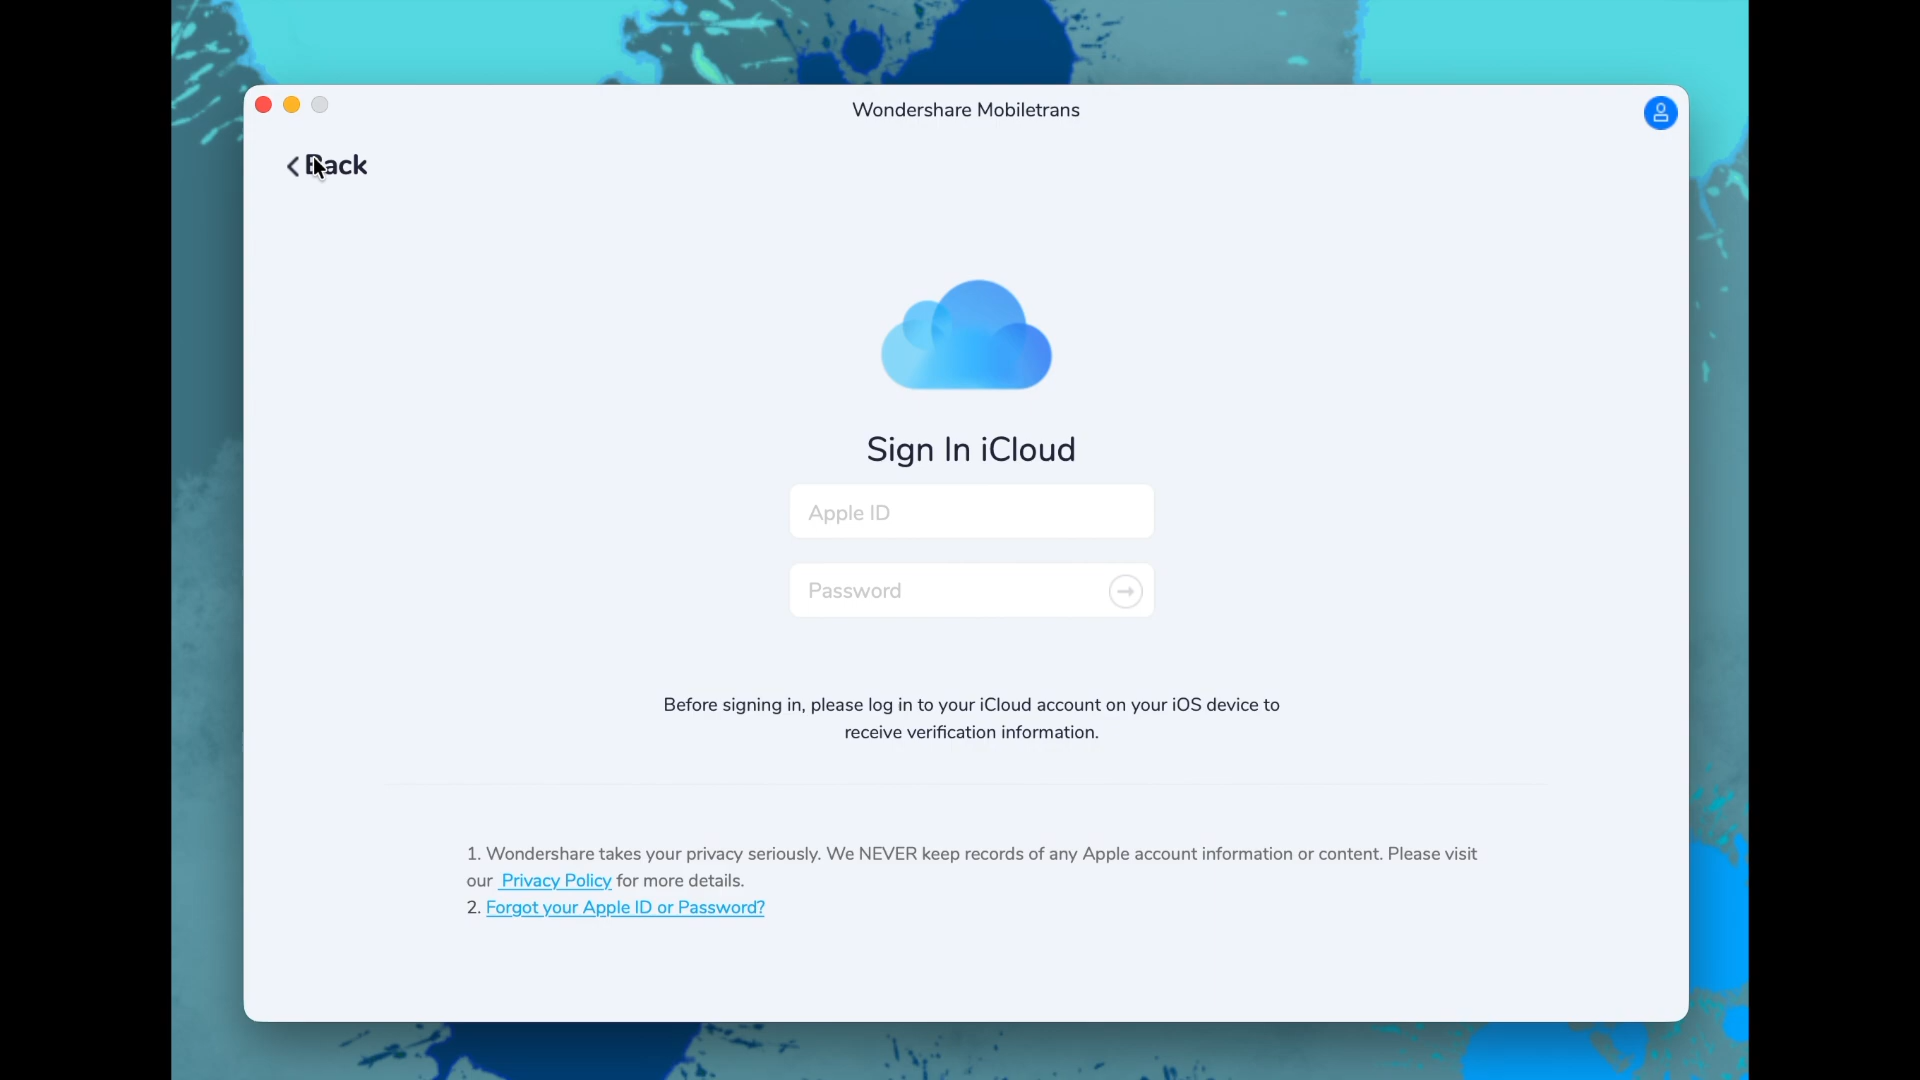 Wondershare Mobiletrans
Back
Sign In iCloud
Apple ID
Password
Before signing in, please log in to your iCloud account on your iOS device to
receive verification information.
1. Wondershare takes your privacy seriously. We NEVER keep records of any Apple account information or content. Please visit
our Privacy Policy for more details.
2. Forgot your Apple ID or Password?